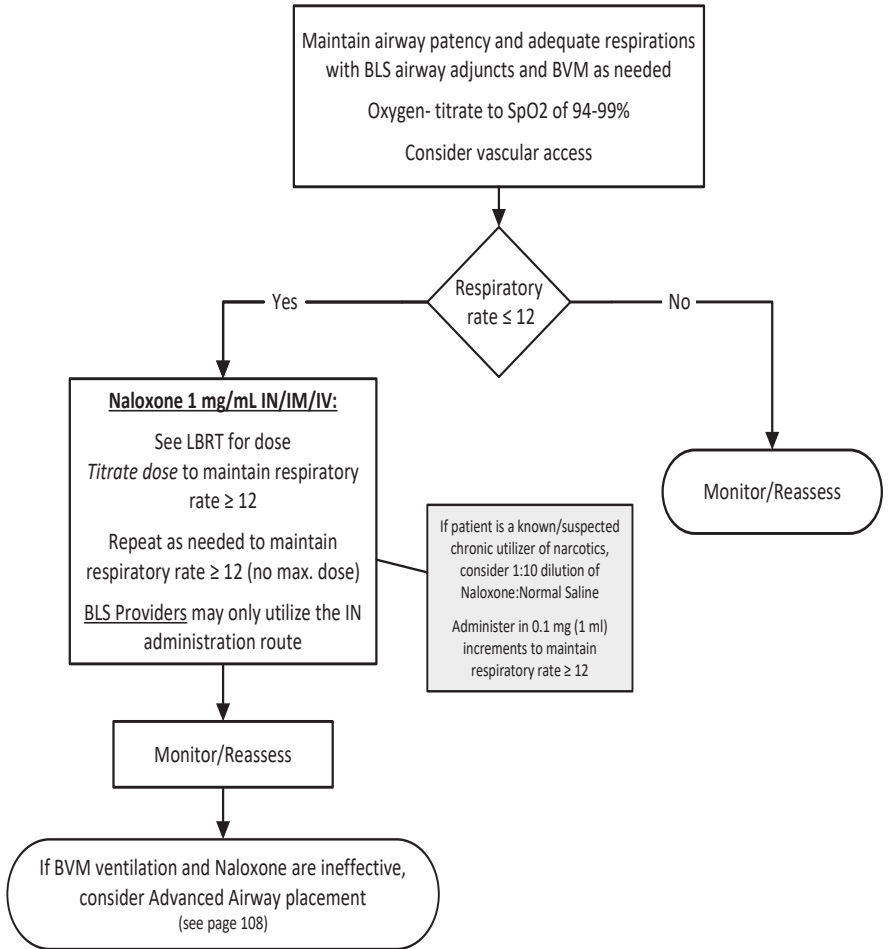 Maintain airway patency and adequate respirations
with BLS airway adjuncts and BVM as needed
Oxygen- titrate to SpO2 of 94-99%
Consider vascular access
Respiratory
rate ≤ 12
Yes
No
Naloxone 1 mg/mL IN/IM/IV:
See LBRT for dose
Titrate dose to maintain respiratory
rate ≥ 12
Repeat as needed to maintain
respiratory rate ≥ 12 (no max. dose)
BLS Providers may only utilize the IN
administration route
If patient is a known/suspected
chronic utilizer of narcotics,
consider 1:10 dilution of
Naloxone:Normal Saline
Administer in 0.1 mg (1 ml)
increments to maintain
respiratory rate ≥ 12
Monitor/Reassess
Monitor/Reassess
If BVM ventilation and Naloxone are ineffective,
consider Advanced Airway placement
(see page 108)